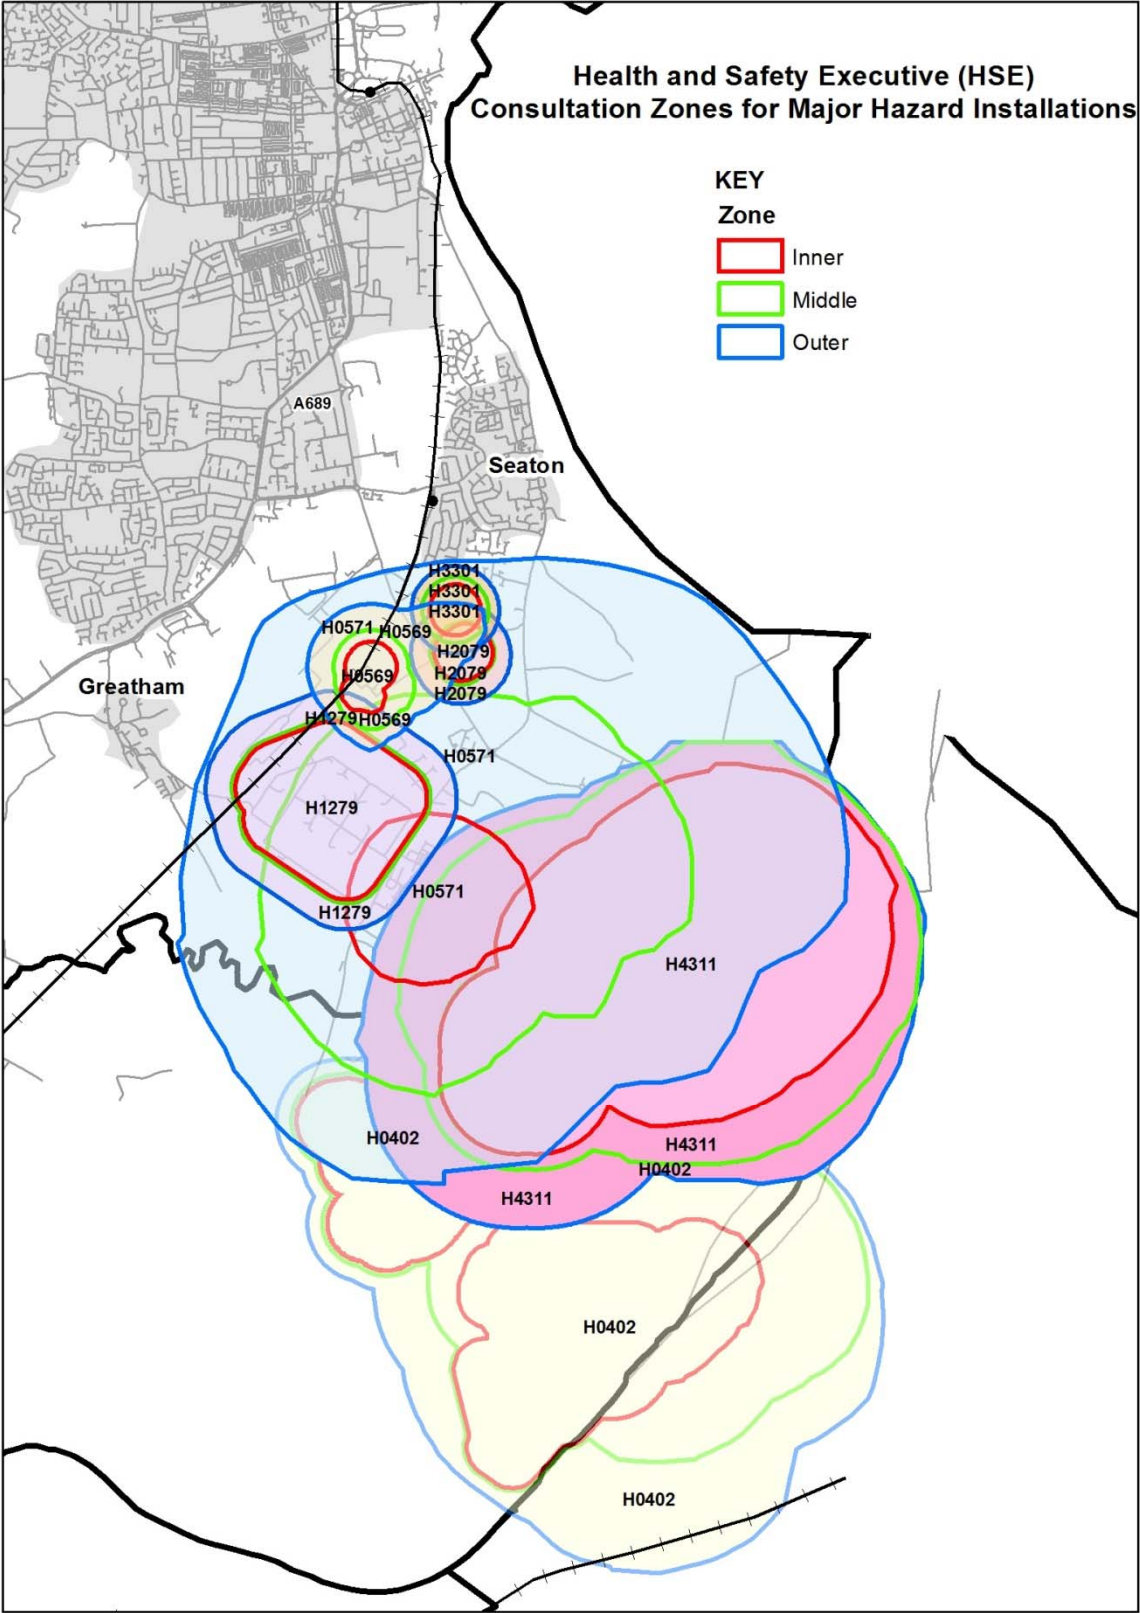 Health and Safety Executive (HSE)
Consultation Zones for Major Hazard Installations
KEY
Zone
Inner
Middle
Outer
A689
Seaton
H3301
H3301
H3301
H0571
H0569
H2079
H0569
H2079
Greatham
H2079
H1279
H0569
H0571
H1279
H0571
H1279
H4311
H0402
H4311
H0402
H4311
H0402
H0402